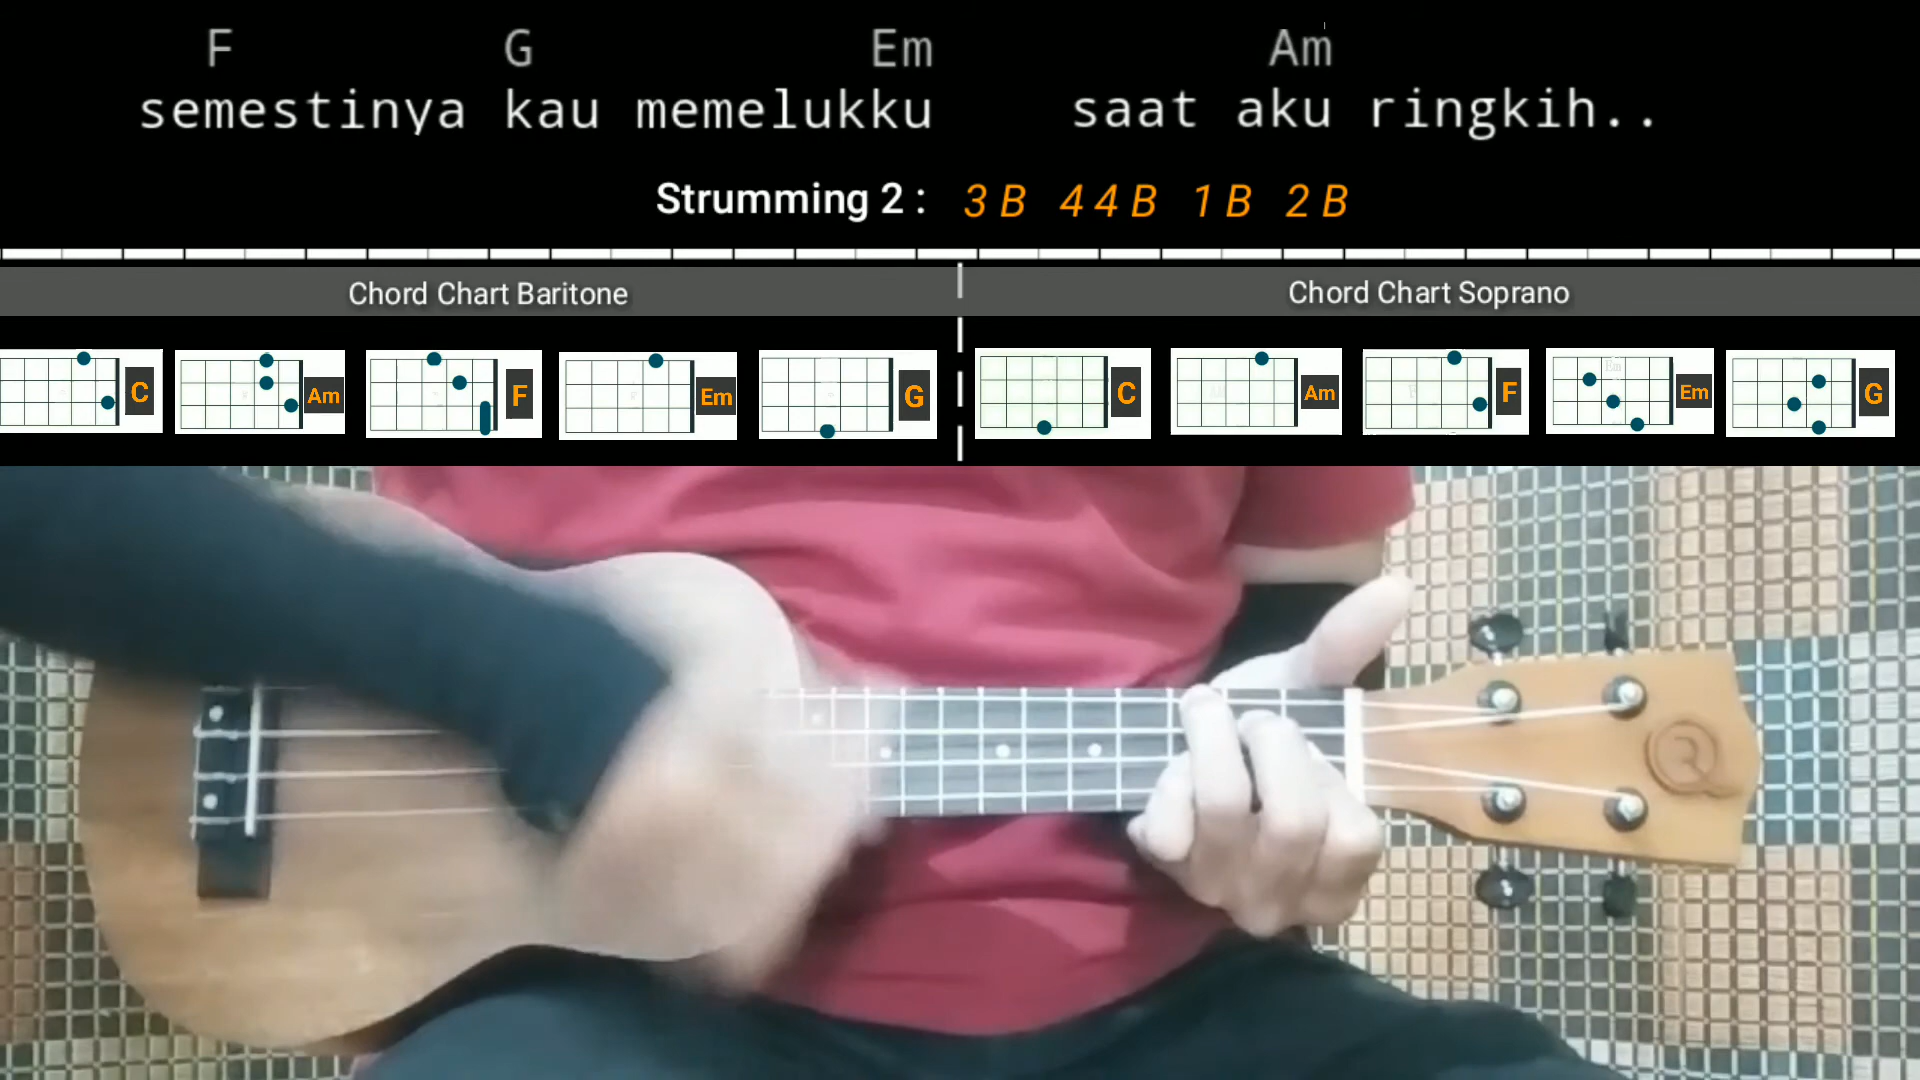 F G Em Am
semestinya kau memelukku saat aku ringkih..
Strumming 2 : 3 B 4 4 B 1 B 2 B
Chord Chart Baritone
Chord Chart Soprano
C Am F Em G
C Am F Em G